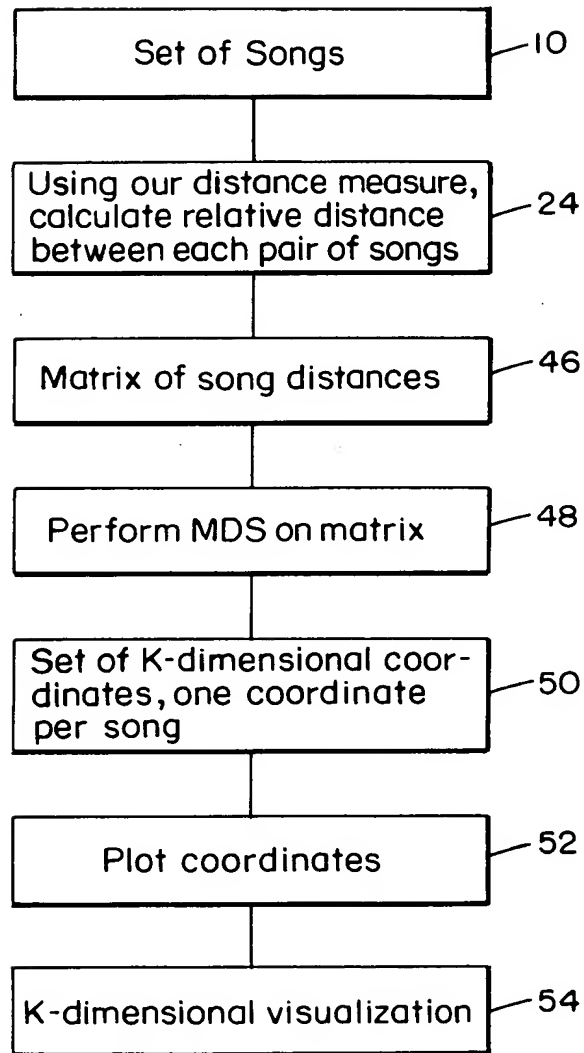 Set of Songs
10
Using our distance measure,
calculate relative distance
between each pair of songs
24
Matrix of song distances
46
Perform MDS on matrix
48
Set of K-dimensional coor-
dinates, one coordinate
per song
50
Plot coordinates
52
K-dimensional visualization
54